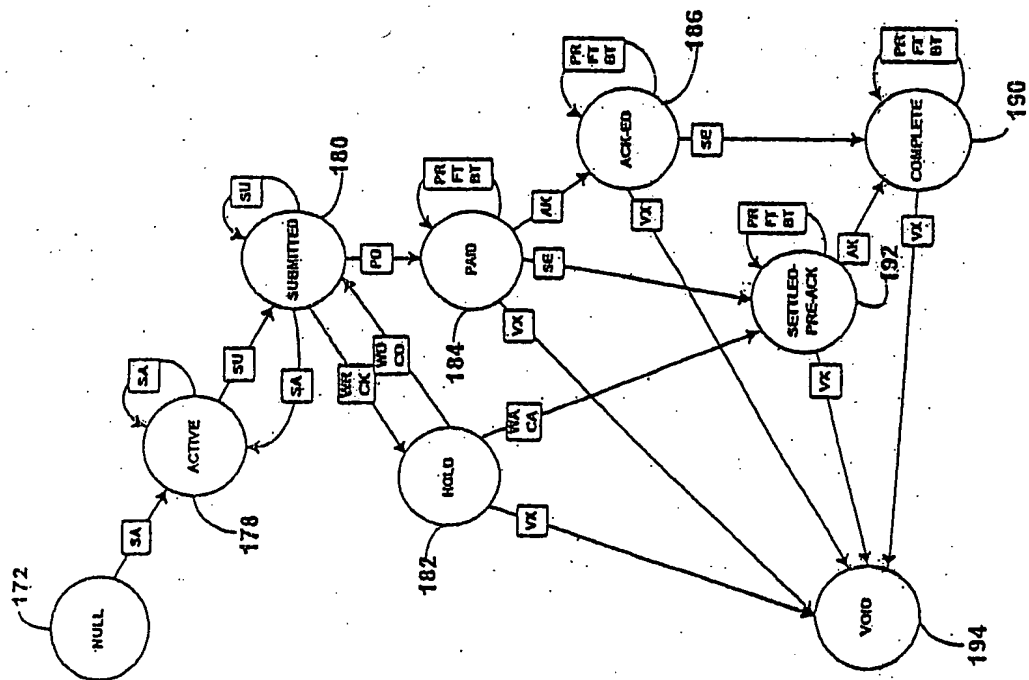 172
NULL
SA
178
ACTIVE
SA
SU
SA
180
SUBMITTED
SU
WR
CK
WD
CO
PD
182
HOLD
VX
WA
CA
184
PAID
PR
FT
BT
VX
SE
AK
186
ACK-ED
PR
FT
BT
VX
SE
192
SETTLED-
PRE-ACK
PR
FT
BT
VX
AK
190
COMPLETE
PR
FT
BT
VX
194
VOID